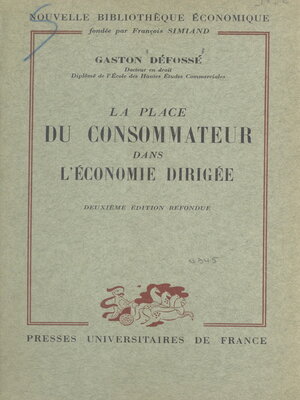 NOUVELLE BIBLIOTHÈQUE ÉCONOMIQUE
fondée par François SIMIAND
GASTON DÉFOSSÉ
Docteur en droit
Diplômé de l'École des Hautes Études Commerciales
LA PLACE
DU CONSOMMATEUR
DANS
L'ÉCONOMIE DIRIGÉE
DEUXIÈME ÉDITION REFONDUE
PRESSES UNIVERSITAIRES DE FRANCE